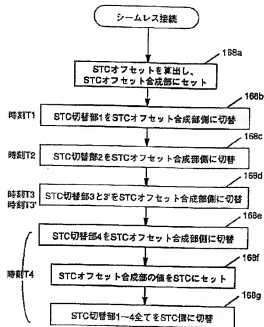 シームレス接続
168a
STCオフセットを算出し、
STCオフセット合成部にセット
168b
時刻T1
STC切替部1をSTCオフセット合成部側に切替
168c
時刻T2
STC切替部2をSTCオフセット合成部側に切替
169d
時刻T3
時刻T3'
STC切替部3と3'をSTCオフセット合成部側に切替
168e
STC切替部4をSTCオフセット合成部側に切替
168f
時刻T4
STCオフセット合成部の値をSTCにセット
168g
STC切替部1~4全てをSTC側に切替